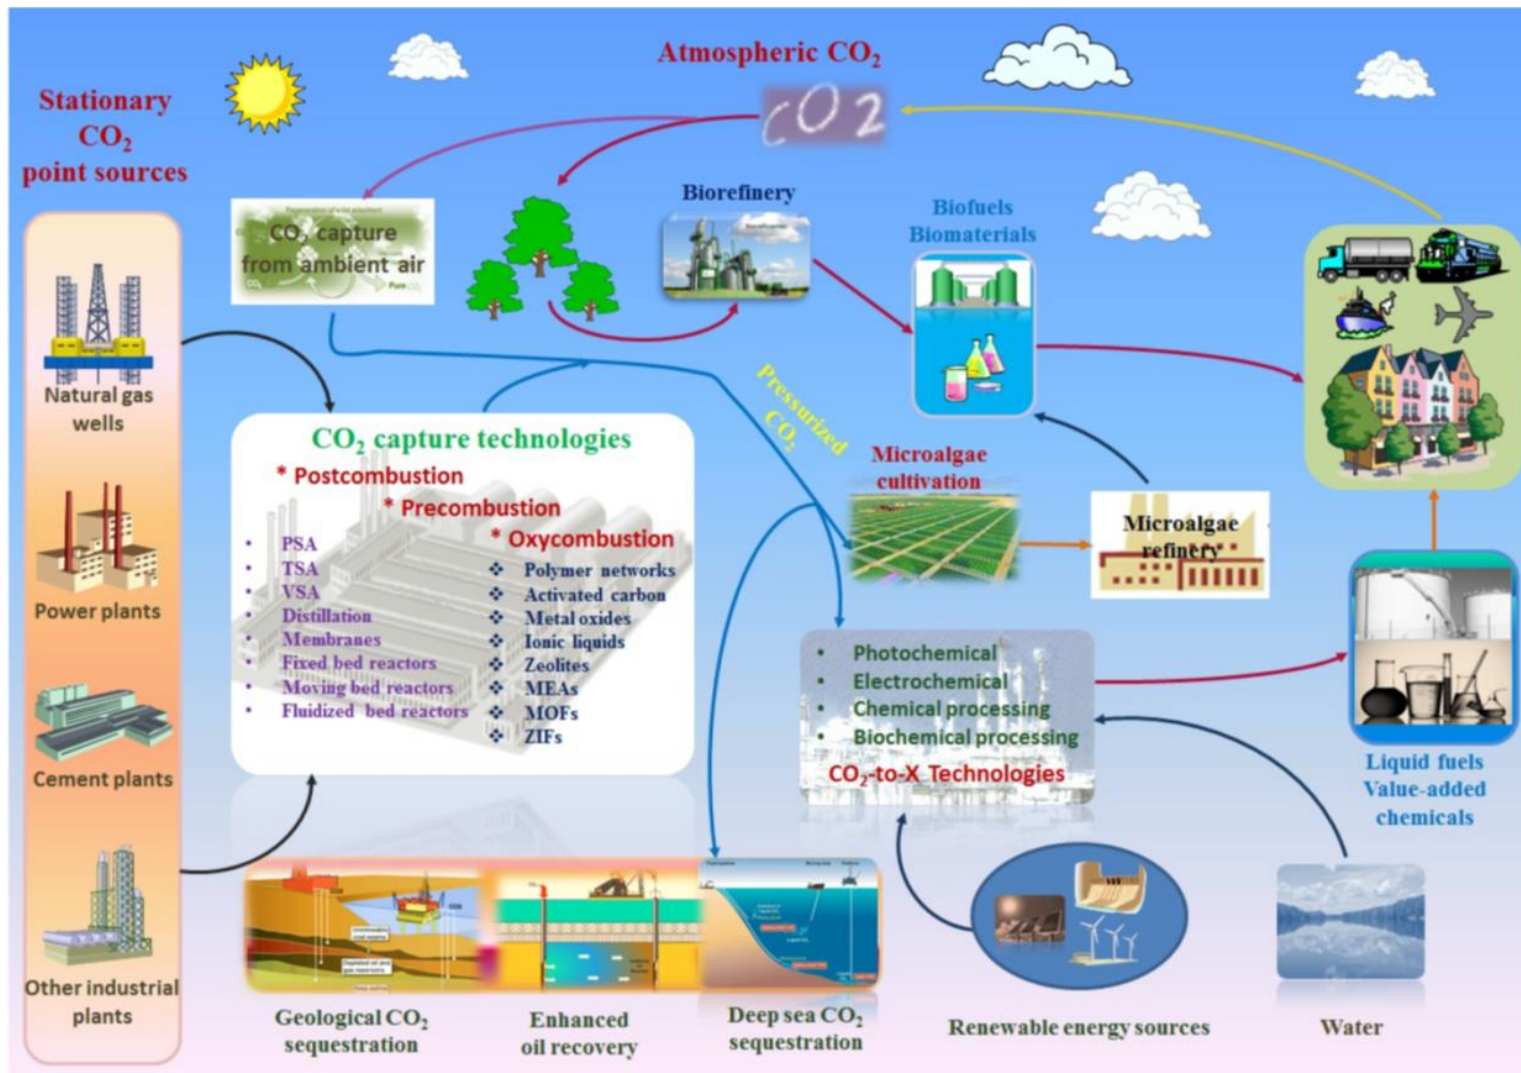 Atmospheric CO₂
CO2
Stationary
CO₂
point sources
Natural gas
wells
Power plants
Cement plants
Other industrial
plants
CO₂ capture
from ambient air
CO₂
Pure CO₂
Biorefinery
Biofuels
Biomaterials
Pressurized
CO₂
CO₂ capture technologies
* Postcombustion
* Precombustion
* Oxycombustion
• PSA
• TSA
• VSA
• Distillation
• Membranes
• Fixed bed reactors
• Moving bed reactors
• Fluidized bed reactors
❖ Polymer networks
❖ Activated carbon
❖ Metal oxides
❖ Ionic liquids
❖ Zeolites
❖ MEAs
❖ MOFs
❖ ZIFs
Microalgae
cultivation
Microalgae
refinery
• Photochemical
• Electrochemical
• Chemical processing
• Biochemical processing
CO₂-to-X Technologies
Liquid fuels
Value-added
chemicals
Geological CO₂
sequestration
Enhanced
oil recovery
Deep sea CO₂
sequestration
Renewable energy sources
Water